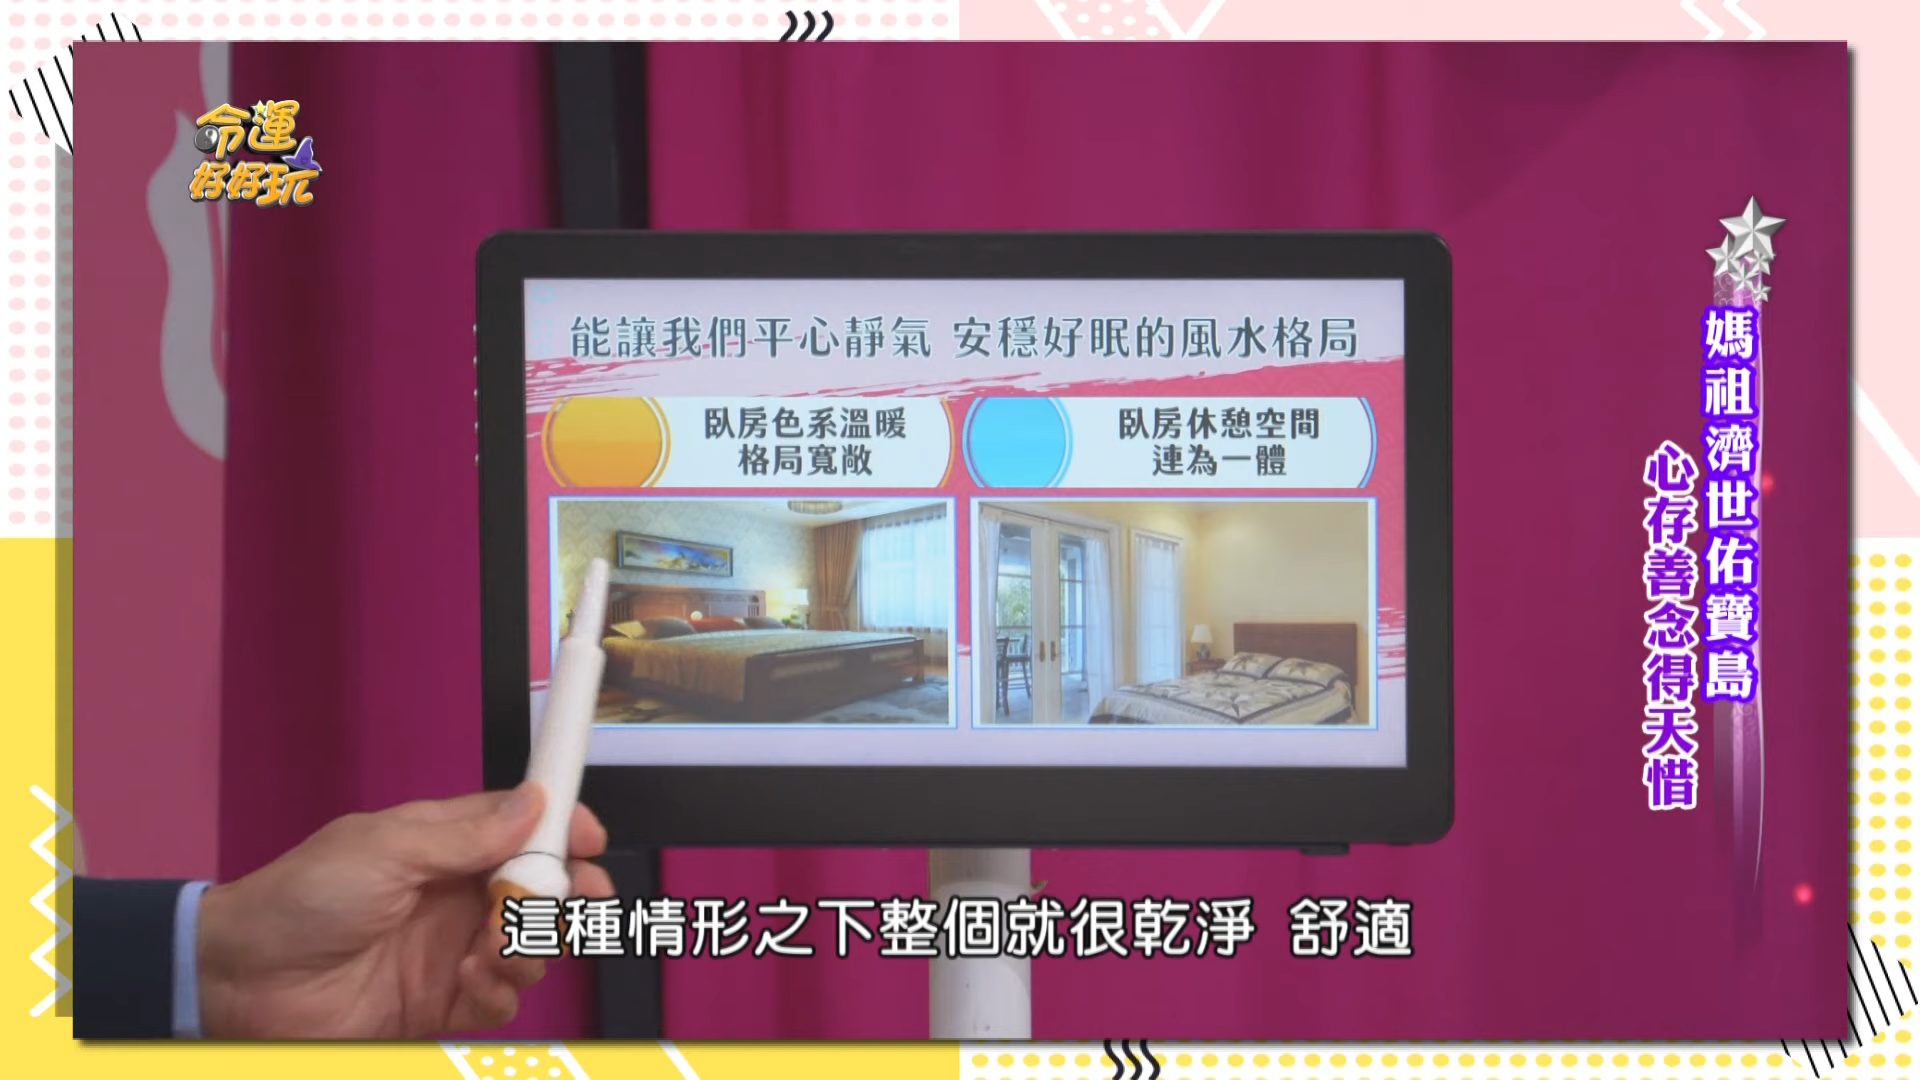 命運
好好玩
能讓我們平心靜氣 安穩好眠的風水格局
臥房色系溫暖
格局寬敞
臥房休憩空間
連為一體
媽祖濟世佑寶島
心存善念得天惜
這種情形之下整個就很乾淨 舒適